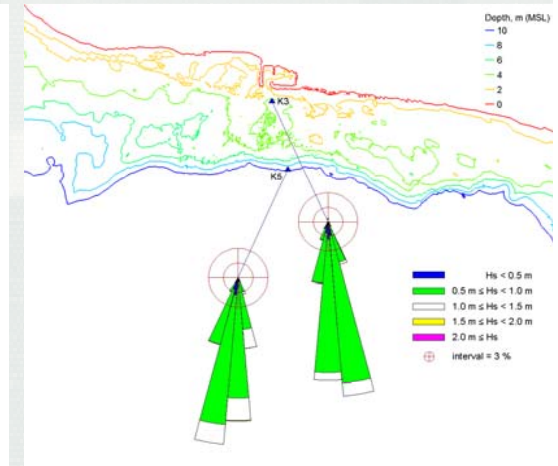 Depth, m (MSL)
10
8
6
4
2
0
K3
K5
Hs < 0.5 m
0.5 m ≤ Hs < 1.0 m
1.0 m ≤ Hs < 1.5 m
1.5 m ≤ Hs < 2.0 m
2.0 m ≤ Hs
interval = 3 %